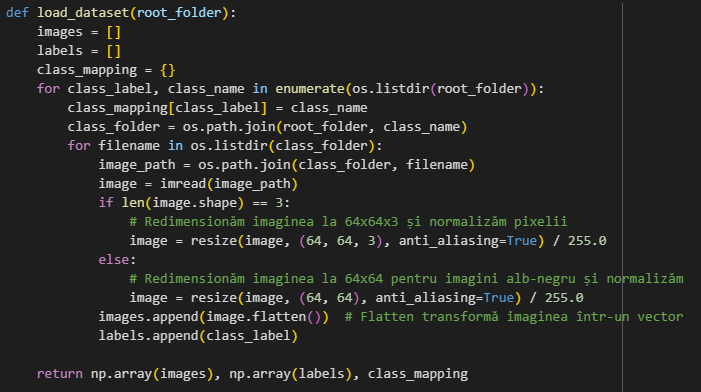 def load_dataset(root_folder):
    images = []
    labels = []
    class_mapping = {}
    for class_label, class_name in enumerate(os.listdir(root_folder)):
        class_mapping[class_label] = class_name
        class_folder = os.path.join(root_folder, class_name)
        for filename in os.listdir(class_folder):
            image_path = os.path.join(class_folder, filename)
            image = imread(image_path)
            if len(image.shape) == 3:
                # Redimensionăm imaginea la 64x64x3 și normalizăm pixelii
                image = resize(image, (64, 64, 3), anti_aliasing=True) / 255.0
            else:
                # Redimensionăm imaginea la 64x64 pentru imagini alb-negru și normalizăm
                image = resize(image, (64, 64), anti_aliasing=True) / 255.0
            images.append(image.flatten())  # Flatten transformă imaginea într-un vector
            labels.append(class_label)

    return np.array(images), np.array(labels), class_mapping